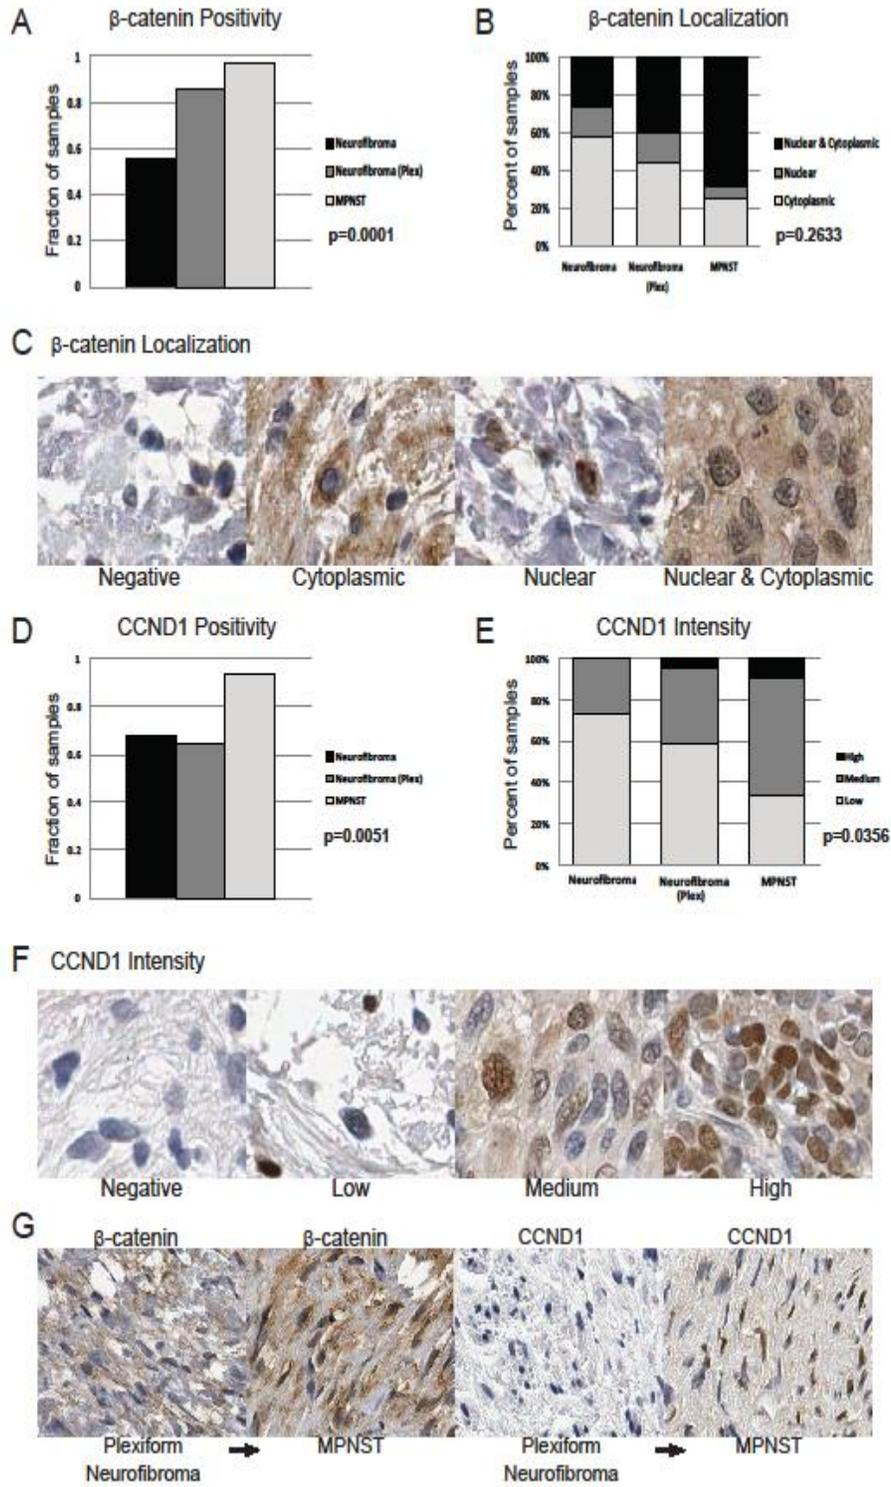 A
β-catenin Positivity
Fraction of samples
1
0.8
0.6
0.4
0.2
0
Neurofibroma
Neurofibroma (Plex)
MPNST
p=0.0001
B
β-catenin Localization
Percent of samples
100%
80%
60%
40%
20%
0%
Neurofibroma
Neurofibroma
(Plex)
MPNST
Nuclear & Cytoplasmic
Nuclear
Cytoplasmic
p=0.2633
C
β-catenin Localization
Negative
Cytoplasmic
Nuclear
Nuclear & Cytoplasmic
D
CCND1 Positivity
Fraction of samples
1
0.8
0.6
0.4
0.2
0
Neurofibroma
Neurofibroma (Plex)
MPNST
p=0.0051
E
CCND1 Intensity
Percent of samples
100%
80%
60%
40%
20%
0%
Neurofibroma
Neurofibroma
(Plex)
MPNST
High
Medium
Low
p=0.0356
F
CCND1 Intensity
Negative
Low
Medium
High
G
β-catenin
β-catenin
CCND1
CCND1
Plexiform
Neurofibroma
MPNST
Plexiform
Neurofibroma
MPNST